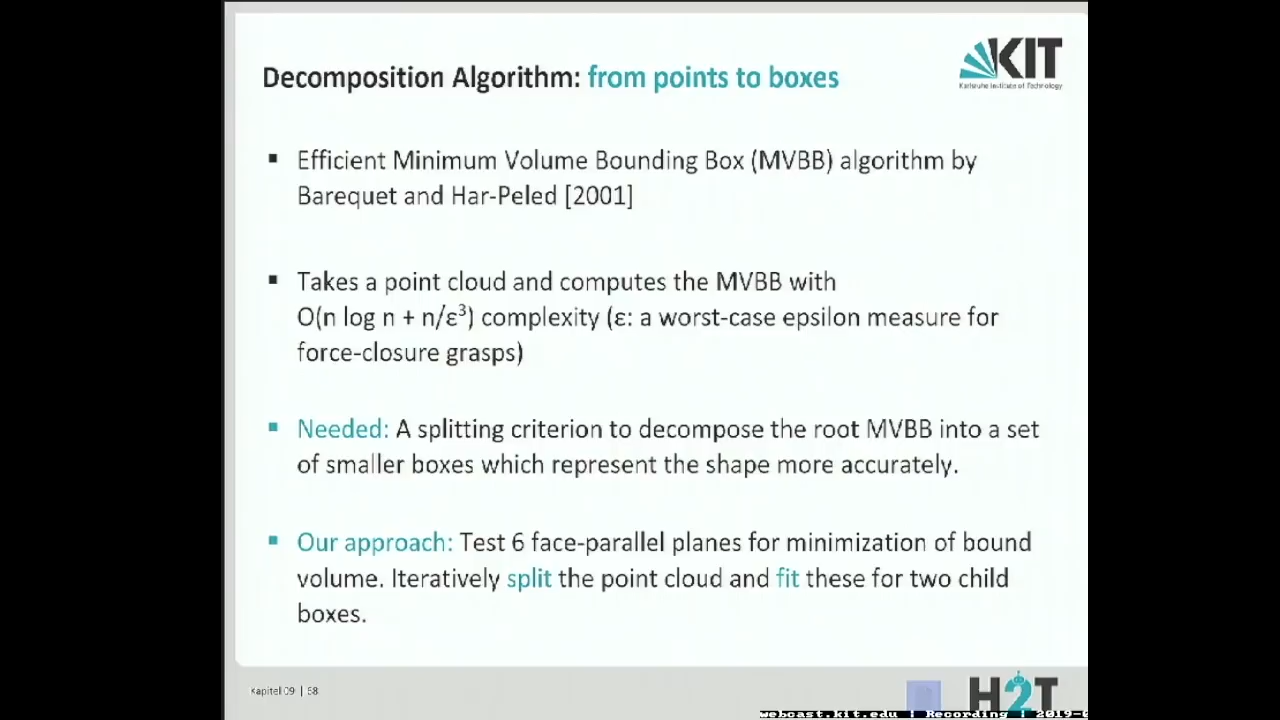 Decomposition Algorithm: from points to boxes
KIT
Karlsruhe Institute of Technology
▪ Efficient Minimum Volume Bounding Box (MVBB) algorithm by
Barequet and Har-Peled [2001]
▪ Takes a point cloud and computes the MVBB with
O(n log n + n/ε³) complexity (ε: a worst-case epsilon measure for
force-closure grasps)
▪ Needed: A splitting criterion to decompose the root MVBB into a set
of smaller boxes which represent the shape more accurately.
▪ Our approach: Test 6 face-parallel planes for minimization of bound
volume. Iteratively split the point cloud and fit these for two child
boxes.
Kapitel 09 | 58
H2T
webcast.kit.edu | Recording | 2019-